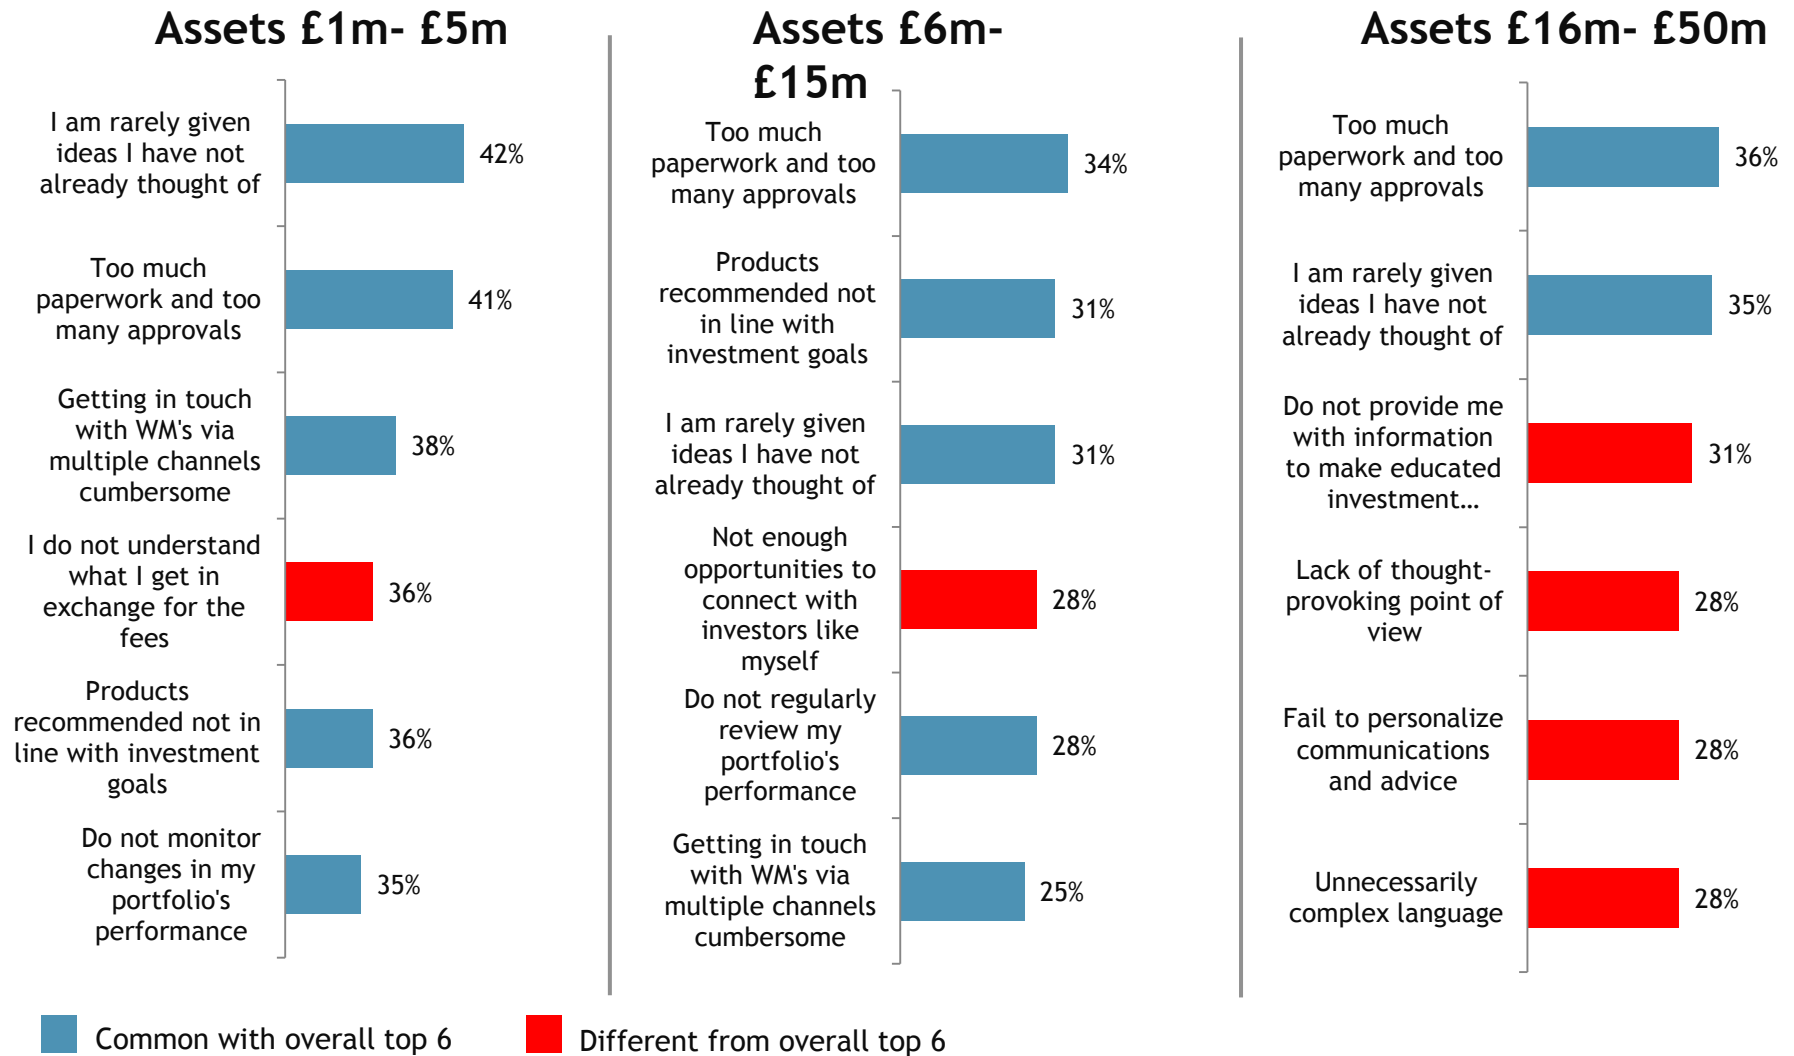 Assets £1m- £5m
I am rarely given
ideas I have not
already thought of
42%
Too much
paperwork and too
many approvals
41%
Getting in touch
with WM's via
multiple channels
cumbersome
38%
I do not understand
what I get in
exchange for the
fees
36%
Products
recommended not in
line with investment
goals
36%
Do not monitor
changes in my
portfolio's
performance
35%
Assets £6m-
£15m
Too much
paperwork and too
many approvals
34%
Products
recommended not
in line with
investment goals
31%
I am rarely given
ideas I have not
already thought of
31%
Not enough
opportunities to
connect with
investors like
myself
28%
Do not regularly
review my
portfolio's
performance
28%
Getting in touch
with WM's via
multiple channels
cumbersome
25%
Assets £16m- £50m
Too much
paperwork and too
many approvals
36%
I am rarely given
ideas I have not
already thought of
35%
Do not provide me
with information
to make educated
investment…
31%
Lack of thought-
provoking point of
view
28%
Fail to personalize
communications
and advice
28%
Unnecessarily
complex language
28%
Common with overall top 6
Different from overall top 6